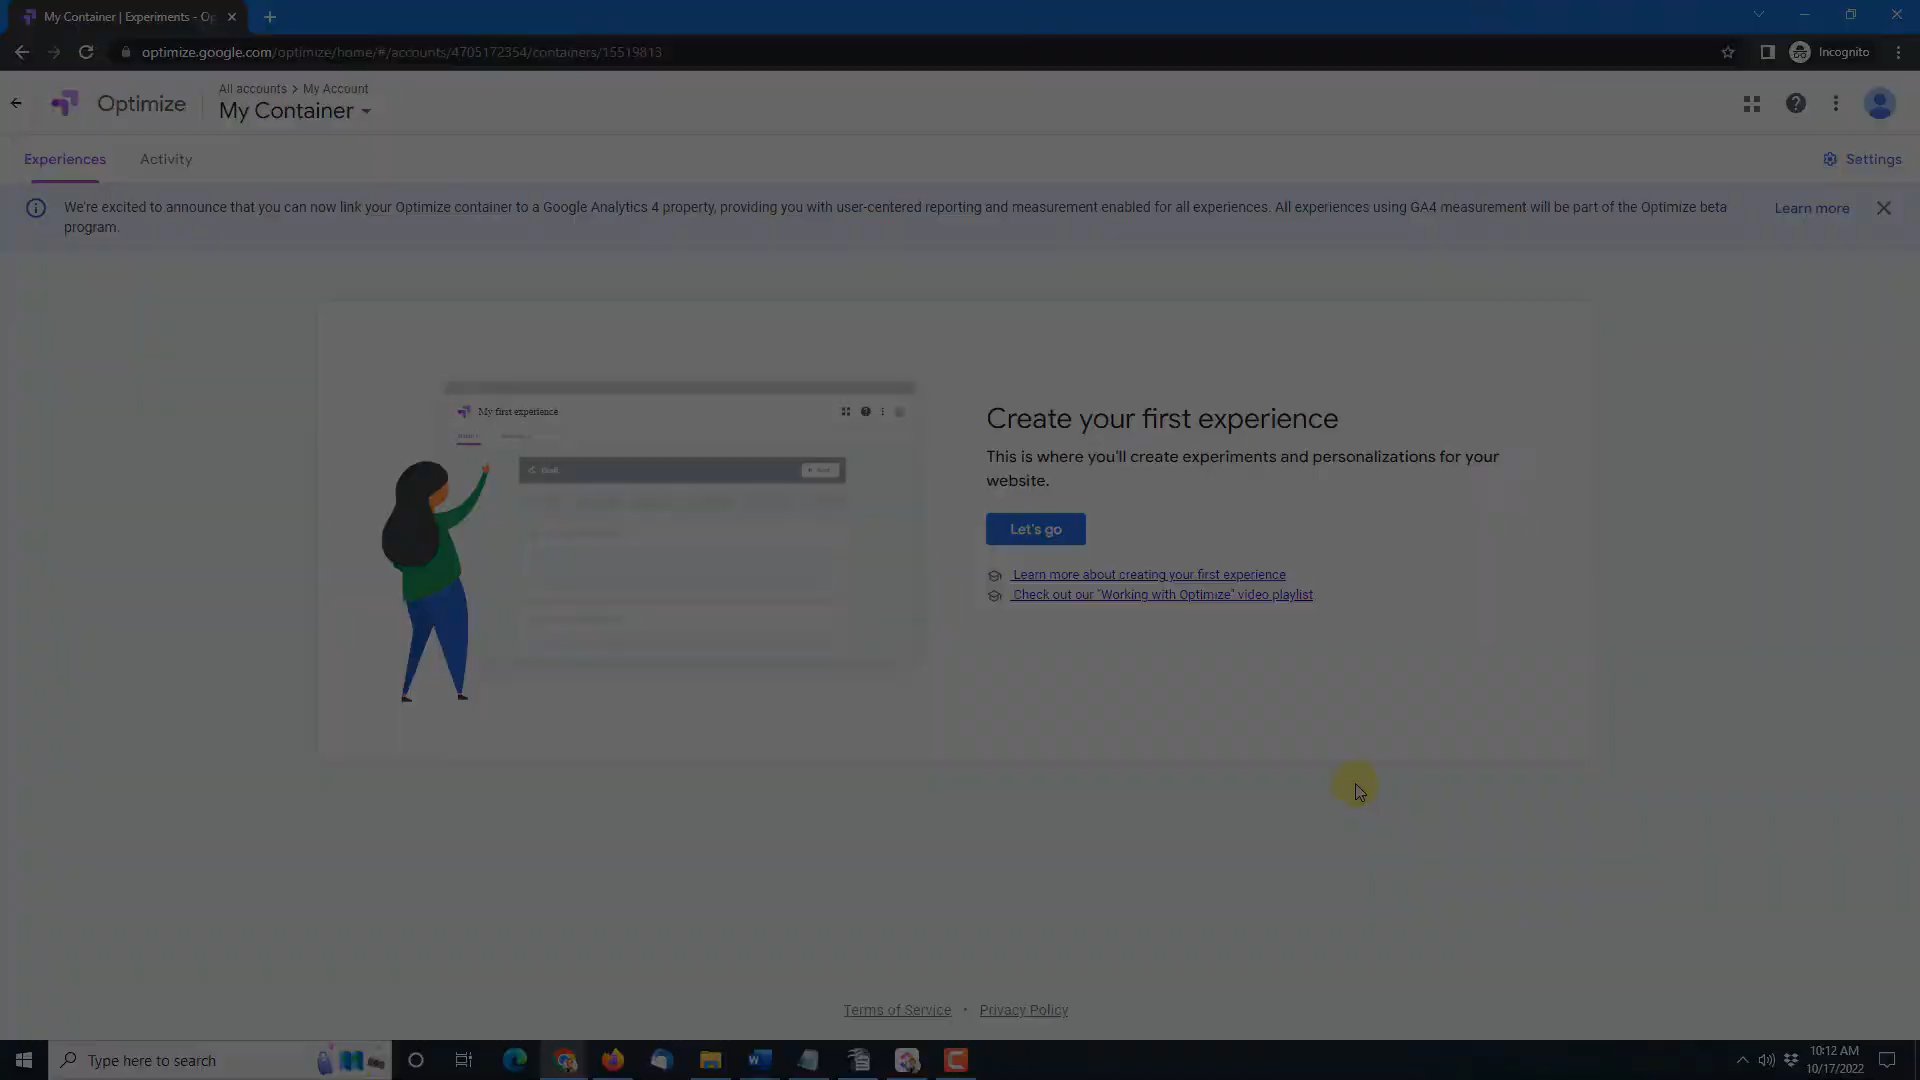 My Container | Experiments - Op
optimize.google.com/optimize/home/#/accounts/4705172354/containers/15519813
Incognito
Optimize
All accounts > My Account
My Container
Experiences
Activity
Settings
We're excited to announce that you can now link your Optimize container to a Google Analytics 4 property, providing you with user-centered reporting and measurement enabled for all experiences. All experiences using GA4 measurement will be part of the Optimize beta
program.
Learn more
My first experience
Draft
Create your first experience
This is where you'll create experiments and personalizations for your
website.
Let's go
Learn more about creating your first experience
Check out our "Working with Optimize" video playlist
Terms of Service • Privacy Policy
Type here to search
10:12 AM
10/17/2022